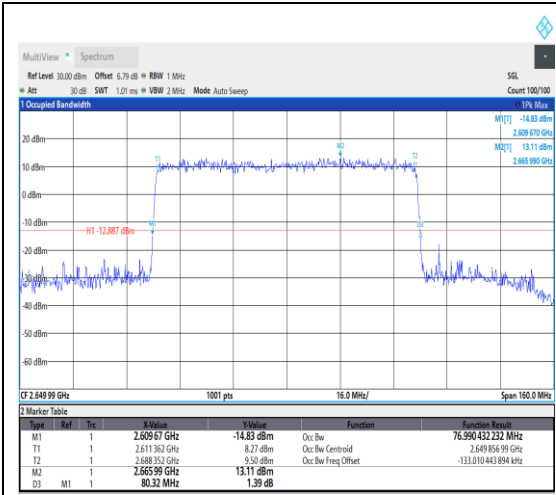 MultiView Spectrum
Ref Level 30.00 dBm Offset 6.79 dB RBW 1 MHz SGL
Att 30 dB SWT 1.01 ms VBW 2 MHz Mode Auto Sweep Count 100/100
1 Occupied Bandwidth 1Pk Max
M1[1] -14.83 dBm
2.609 670 GHz
M2[1] 13.11 dBm
2.665 990 GHz
20 dBm
M2
T1 T2
10 dBm
0 dBm
-10 dBm
M1
H1 -12.887 dBm
-20 dBm
-30 dBm
-40 dBm
-50 dBm
-60 dBm
CF 2.649 99 GHz 1001 pts 16.0 MHz/ Span 160.0 MHz
2 Marker Table
Type Ref Trc X-Value Y-Value Function Function Result
M1 1 2.609 67 GHz -14.83 dBm Occ Bw 76.990 432 232 MHz
T1 1 2.611 362 GHz 8.27 dBm Occ Bw Centroid 2.649 856 99 GHz
T2 1 2.688 352 GHz 9.50 dBm Occ Bw Freq Offset -133.010 443 894 kHz
M2 1 2.665 99 GHz 13.11 dBm
D3 M1 1 80.32 MHz 1.39 dB